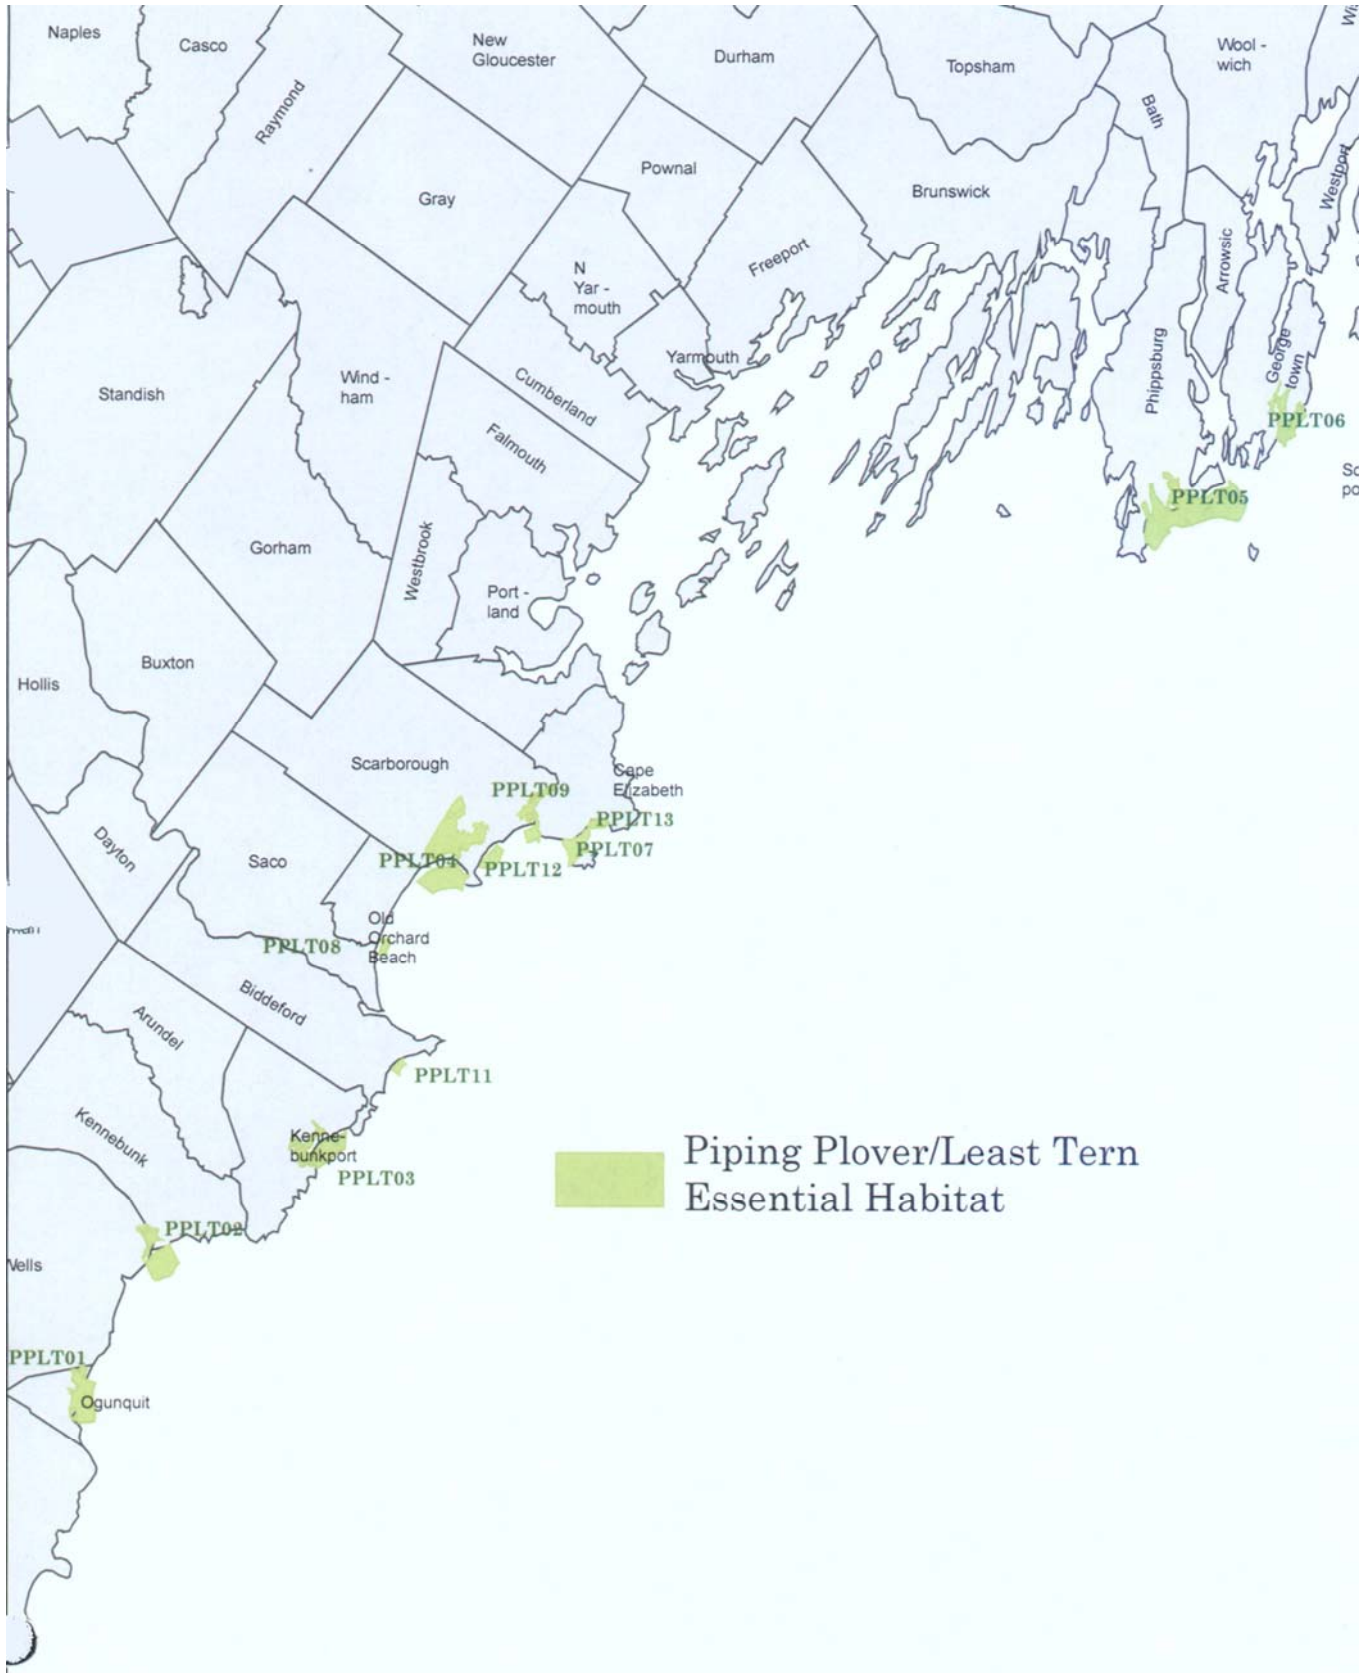 Naples
Casco
Raymond
New
Gloucester
Durham
Topsham
Wool -
wich
Bath
Gray
Pownal
Brunswick
Westport
Freeport
Arrowsic
N
Yar -
mouth
Yarmouth
Standish
Wind -
ham
Cumberland
Falmouth
Phippsburg
George
town
PPLT06
PPLT05
Gorham
Westbrook
Port -
land
Hollis
Buxton
Scarborough
Cape
Elizabeth
PPLT09
PPLT13
PPLT07
PPLT04
PPLT12
Dayton
Saco
Old
Orchard
Beach
PPLT08
Biddeford
Arundel
PPLT11
Kennebunk
Kenne-
bunkport
PPLT03
Piping Plover/Least Tern
Essential Habitat
PPLT02
PPLT01
Ogunquit